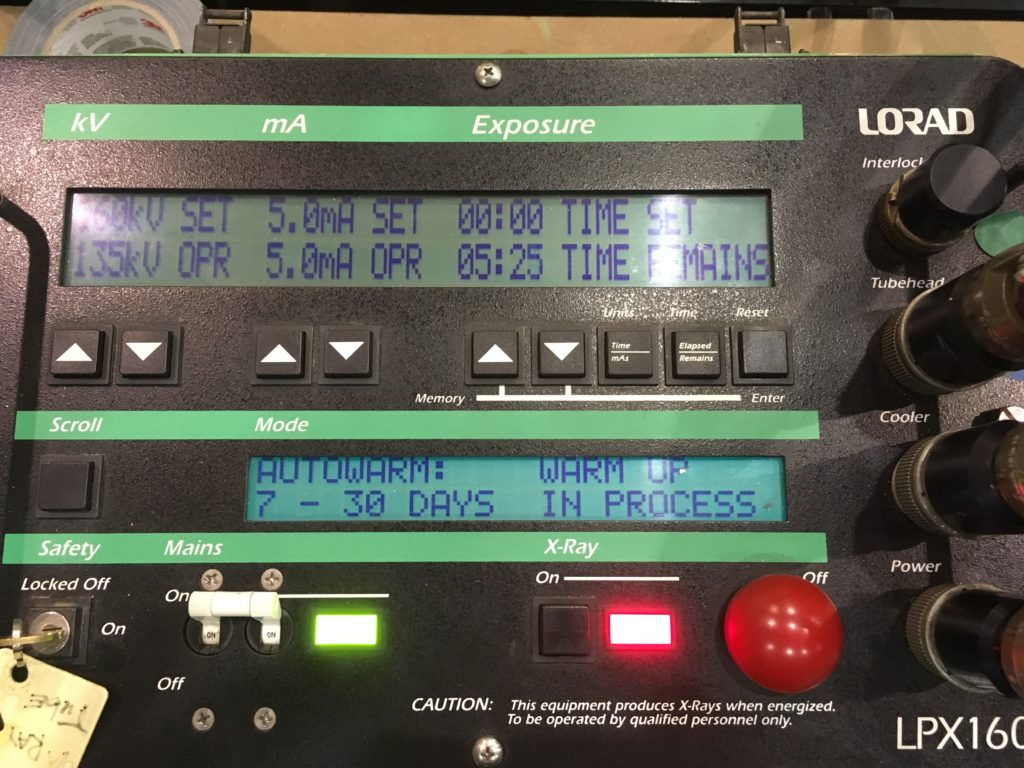 3M
kV mA Exposure
LORAD
Interlock
160kV SET 5.0mA SET 00:00 TIME SET
135kV OPR 5.0mA OPR 05:25 TIME REMAINS
Tubehead
Units Time Reset
Time
mAs
Elapsed
Remains
Memory Enter
Cooler
Scroll Mode
AUTOWARM: WARM UP
7 - 30 DAYS IN PROCESS
Safety Mains X-Ray
Power
Locked Off
On
On
ON ON
Off
On Off
CAUTION: This equipment produces X-Rays when energized.
To be operated by qualified personnel only.
LPX160
Tube